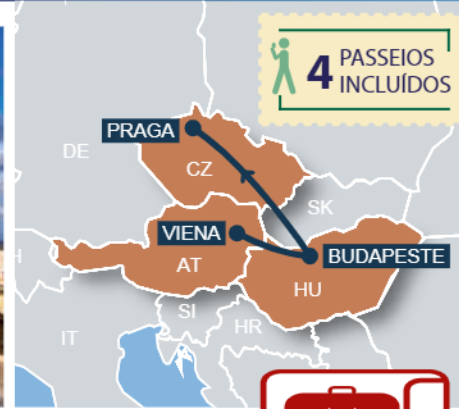 4 PASSEIOS
INCLUÍDOS
PRAGA
DE
CZ
SK
VIENA
BUDAPESTE
AT
HU
SI
HR
IT